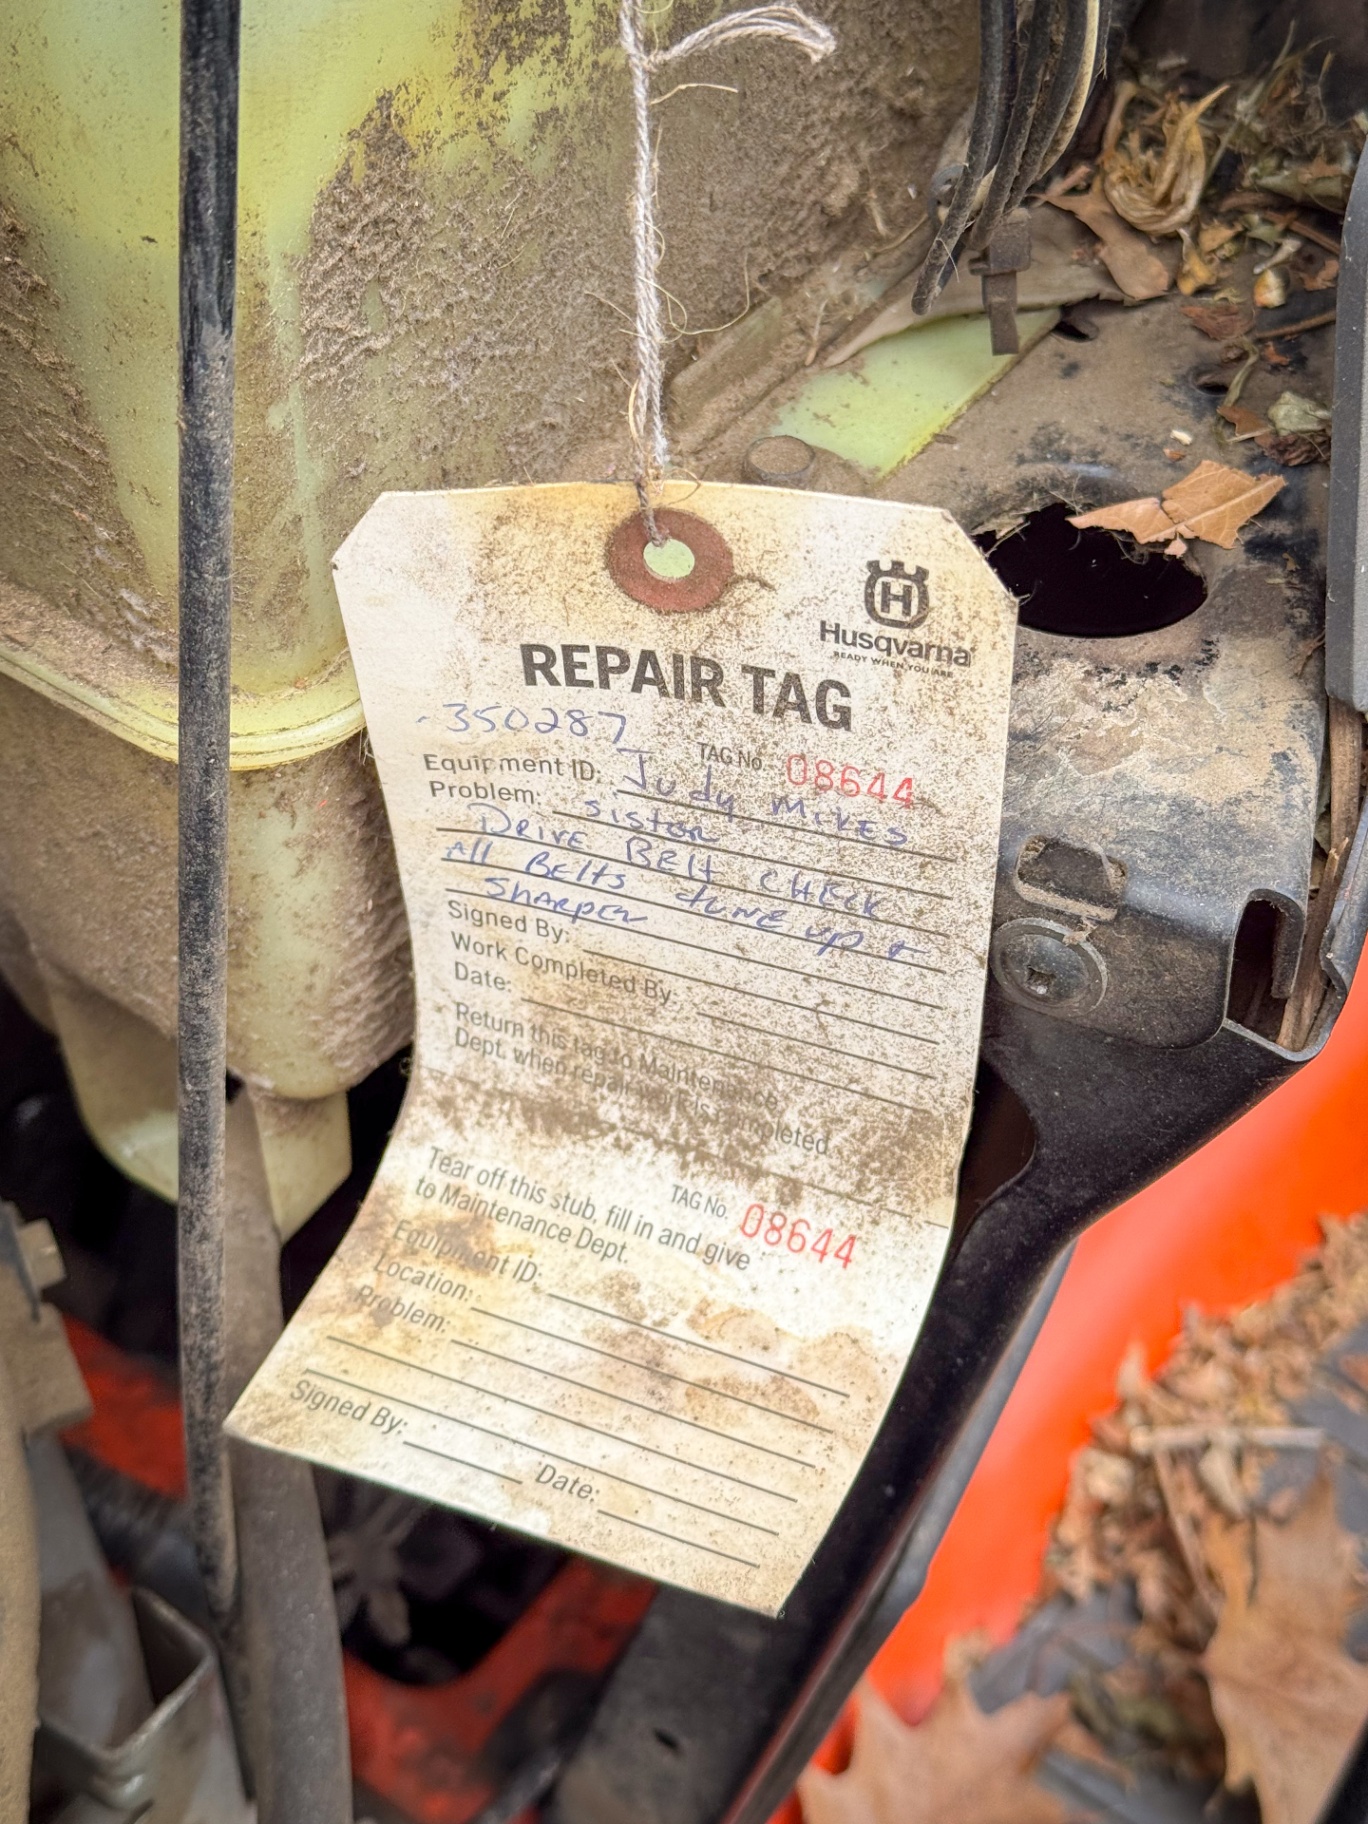 H
Husqvarna
READY WHEN YOU ARE
REPAIR TAG
350287
TAG No. 08644
Equipment ID: Judy MIKES
Problem: sister
DRIVE BELT CHECK
All BElts tUNE up +
SHARPEN
Signed By:
Work Completed By:
Date:
Return this tag to Maintenance
Dept. when repair work is completed
TAG No. 08644
Tear off this stub, fill in and give
to Maintenance Dept.
Equipment ID:
Location:
Problem:
Signed By: Date: